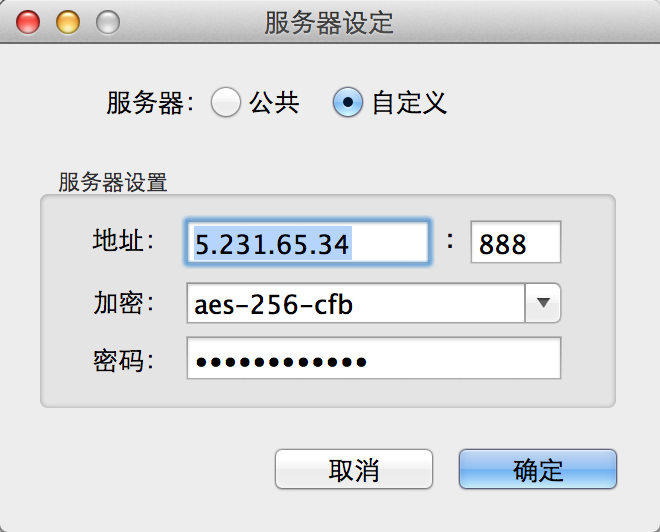 服务器设定
服务器： 公共 自定义
服务器设置
地址： 5.231.65.34 : 888
加密： aes-256-cfb
密码： ••••••••••••
取消 确定